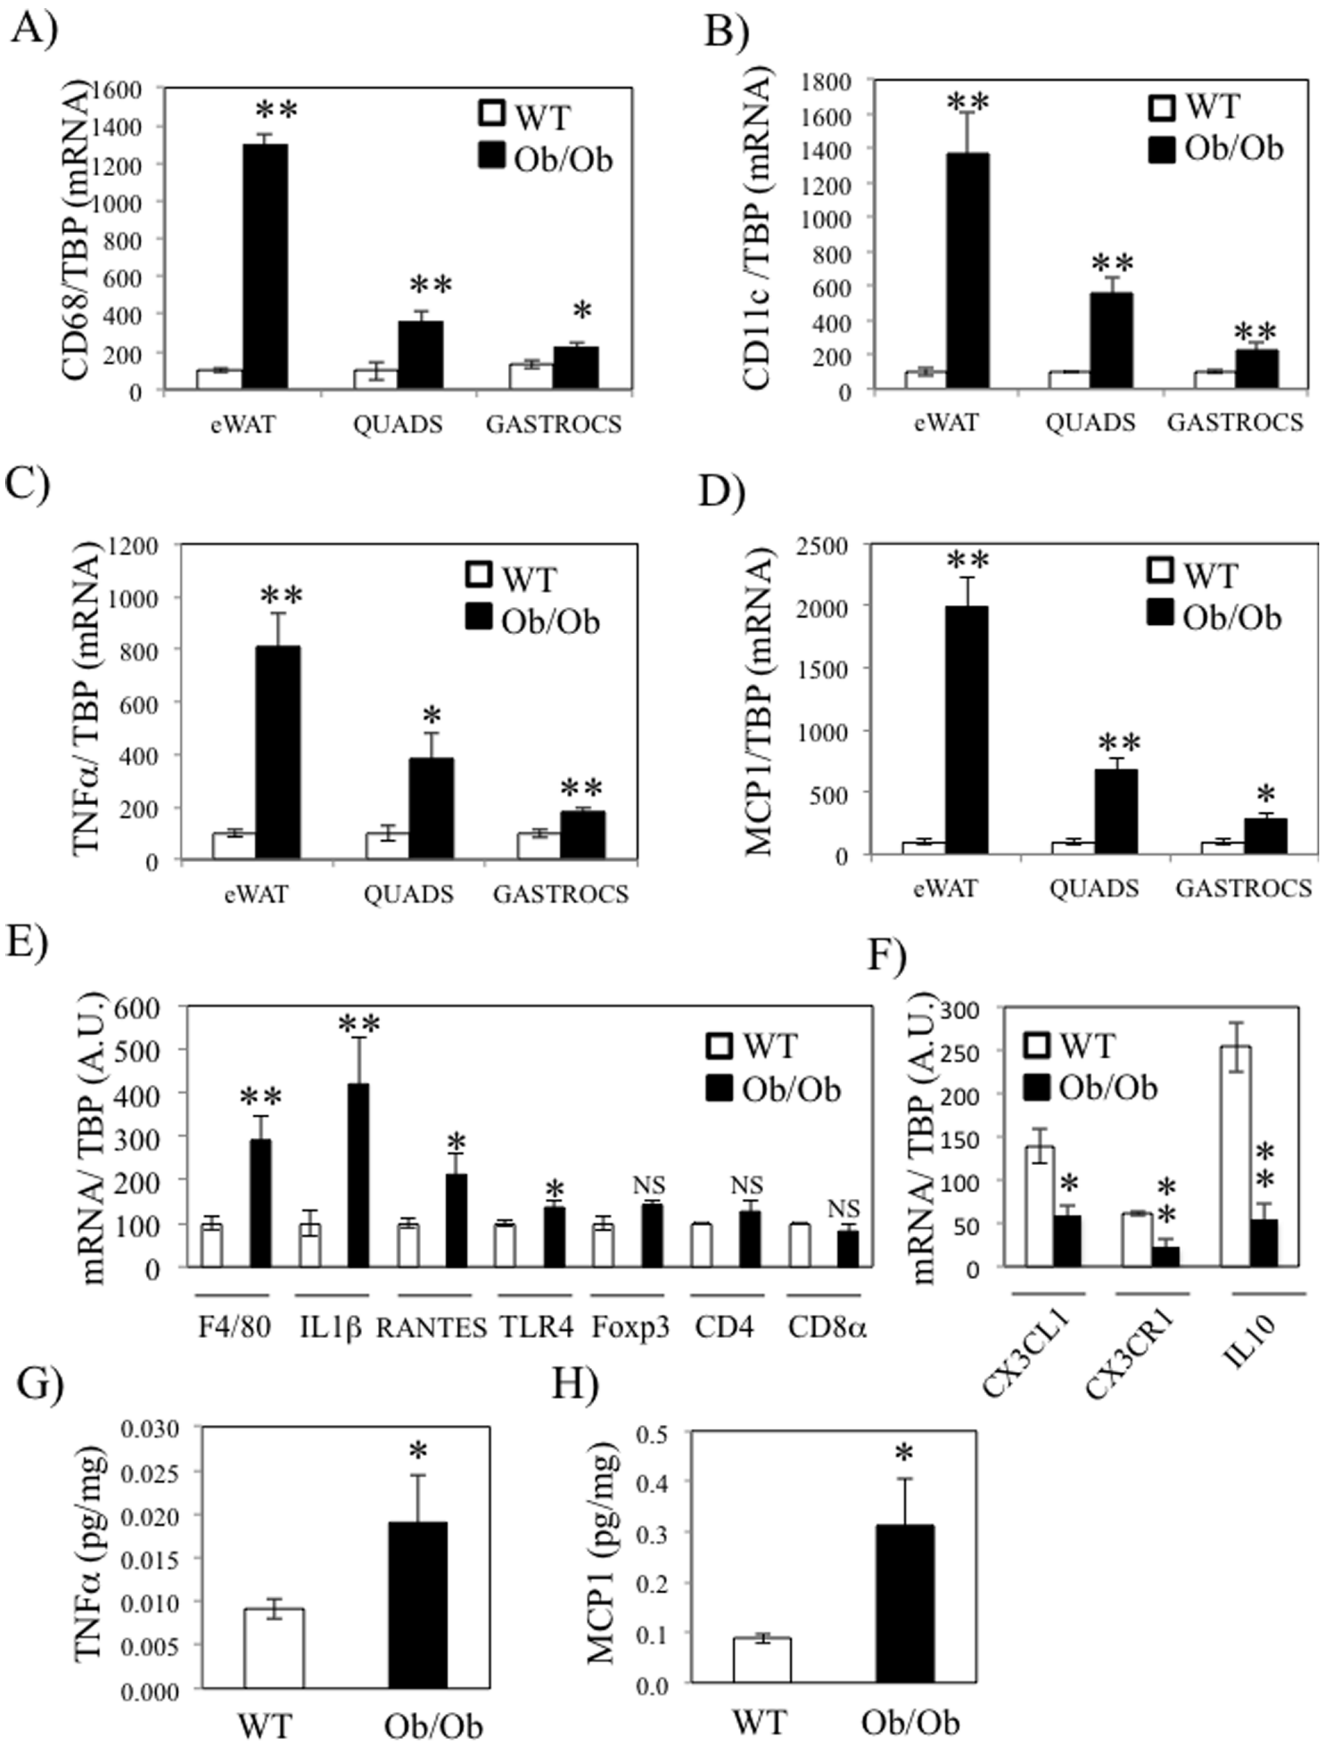 A)
CD68/TBP (mRNA)
1600
1400
1200
1000
800
600
400
200
0
WT
Ob/Ob
**
**
*
eWAT
QUADS
GASTROCS
B)
CD11c /TBP (mRNA)
1800
1600
1400
1200
1000
800
600
400
200
0
WT
Ob/Ob
**
**
**
eWAT
QUADS
GASTROCS
C)
TNFα/ TBP (mRNA)
1200
1000
800
600
400
200
0
WT
Ob/Ob
**
*
**
eWAT
QUADS
GASTROCS
D)
MCP1/TBP (mRNA)
2500
2000
1500
1000
500
0
WT
Ob/Ob
**
**
*
eWAT
QUADS
GASTROCS
E)
mRNA/ TBP (A.U.)
600
500
400
300
200
100
0
WT
Ob/Ob
**
**
*
*
NS
NS
NS
F4/80
IL1β
RANTES
TLR4
Foxp3
CD4
CD8α
F)
mRNA/ TBP (A.U.)
300
250
200
150
100
50
0
WT
Ob/Ob
*
**
**
CX3CL1
CX3CR1
IL10
G)
TNFα (pg/mg)
0.030
0.025
0.020
0.015
0.010
0.005
0.000
*
WT
Ob/Ob
H)
MCP1 (pg/mg)
0.5
0.4
0.3
0.2
0.1
0.0
*
WT
Ob/Ob